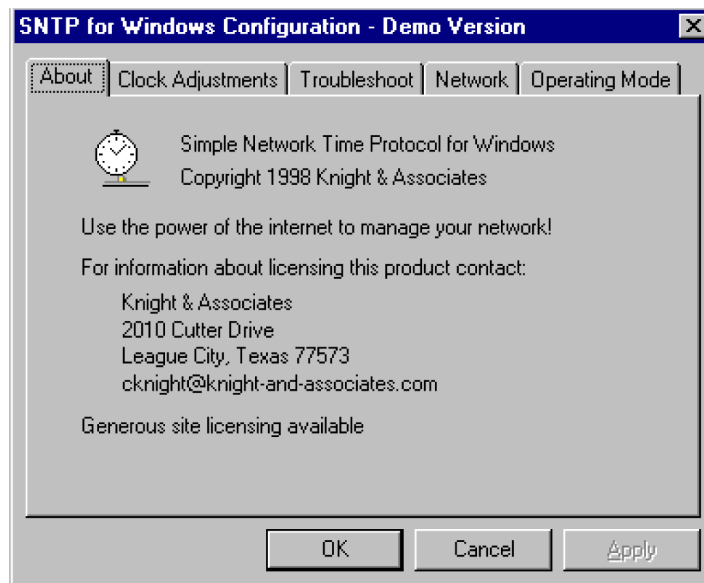 SNTP for Windows Configuration - Demo Version
About Clock Adjustments Troubleshoot Network Operating Mode
Simple Network Time Protocol for Windows
Copyright 1998 Knight & Associates
Use the power of the internet to manage your network!
For information about licensing this product contact:
Knight & Associates
2010 Cutter Drive
League City, Texas 77573
cknight@knight-and-associates.com
Generous site licensing available
OK Cancel Apply